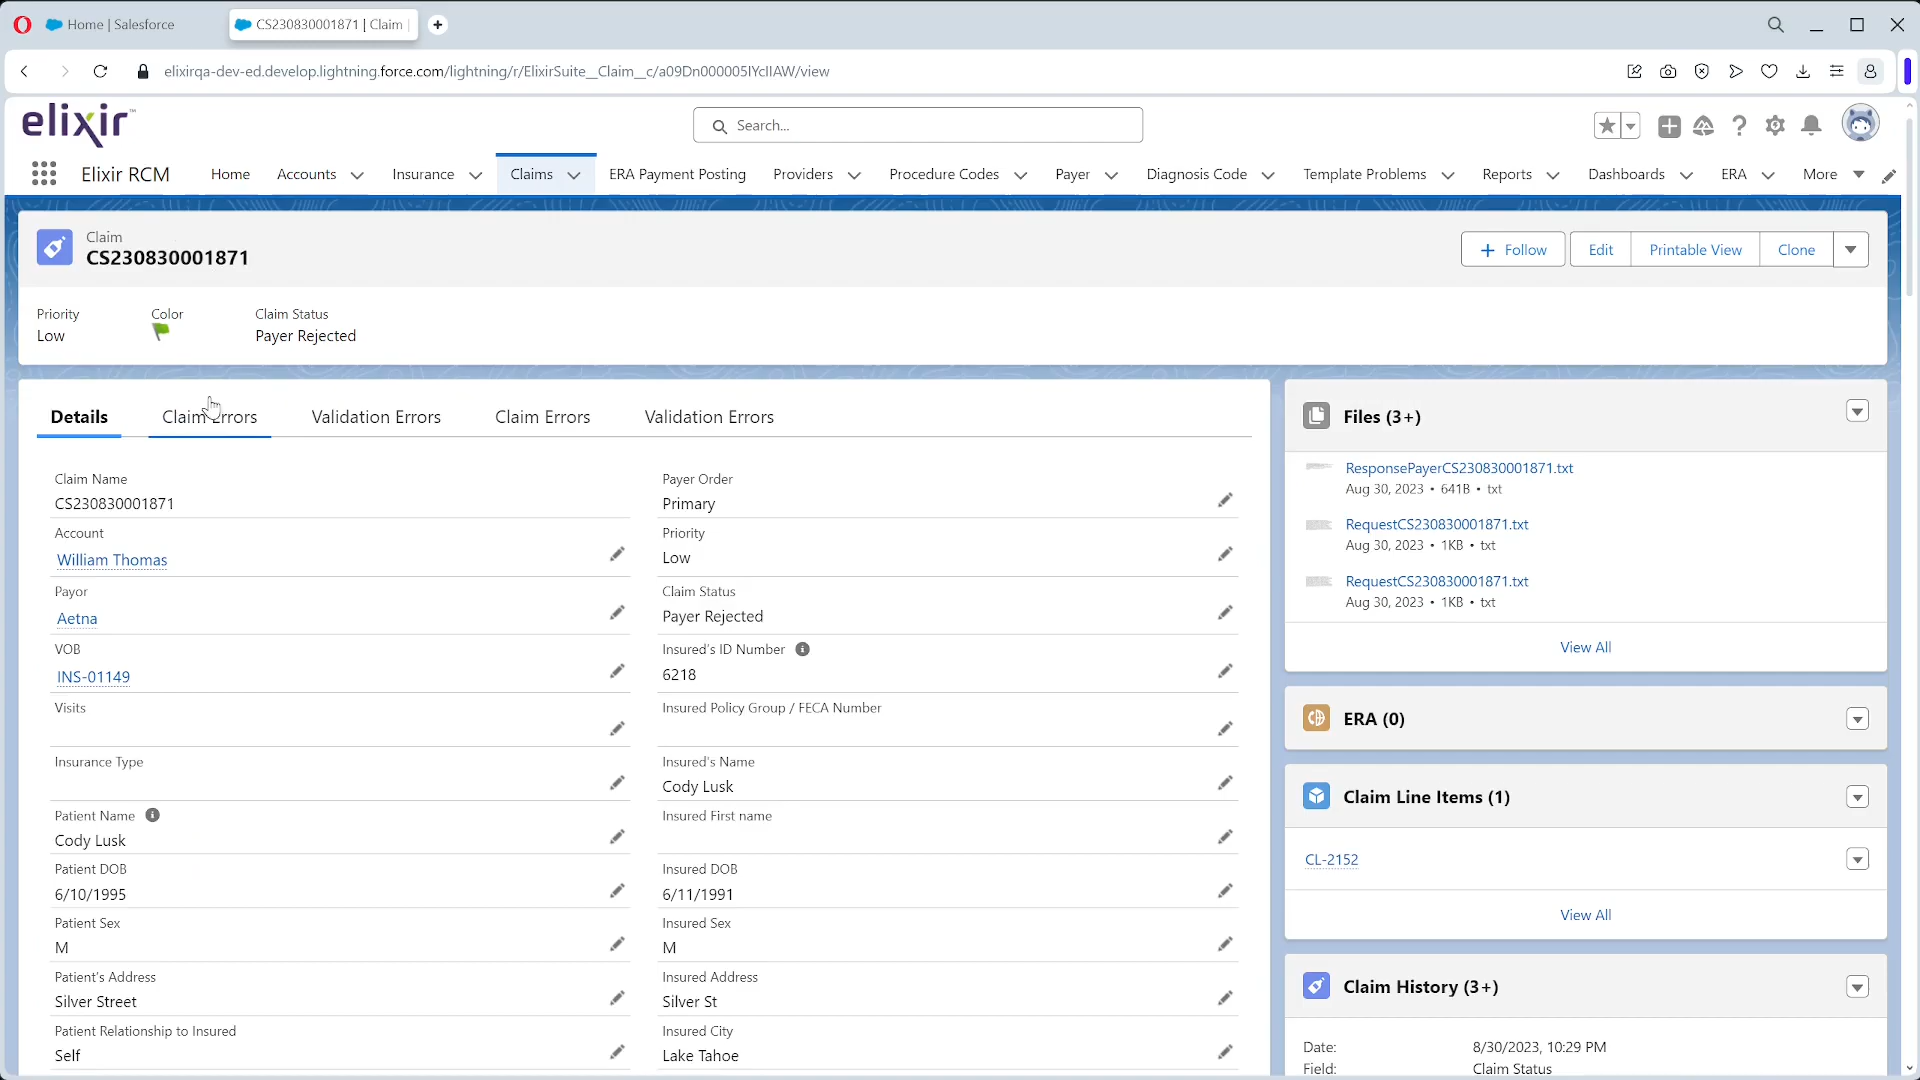 Home | Salesforce
CS230830001871 | Claim
elixirqa-dev-ed.develop.lightning.force.com/lightning/r/ElixirSuite__Claim__c/a09Dn000005IYcIIAW/view
elixir™
Search...
Elixir RCM
Home
Accounts
Insurance
Claims
ERA Payment Posting
Providers
Procedure Codes
Payer
Diagnosis Code
Template Problems
Reports
Dashboards
ERA
More
Claim
CS230830001871
Follow
Edit
Printable View
Clone
Priority
Low
Color
Claim Status
Payer Rejected
Details
Claim Errors
Validation Errors
Claim Errors
Validation Errors
Claim Name
CS230830001871
Payer Order
Primary
Account
William Thomas
Priority
Low
Payor
Aetna
Claim Status
Payer Rejected
VOB
INS-01149
Insured's ID Number
6218
Visits
Insured Policy Group / FECA Number
Insurance Type
Insured's Name
Cody Lusk
Patient Name
Cody Lusk
Insured First name
Patient DOB
6/10/1995
Insured DOB
6/11/1991
Patient Sex
M
Insured Sex
M
Patient's Address
Silver Street
Insured Address
Silver St
Patient Relationship to Insured
Self
Insured City
Lake Tahoe
Files (3+)
ResponsePayerCS230830001871.txt
Aug 30, 2023 • 641B • txt
RequestCS230830001871.txt
Aug 30, 2023 • 1KB • txt
RequestCS230830001871.txt
Aug 30, 2023 • 1KB • txt
View All
ERA (0)
Claim Line Items (1)
CL-2152
View All
Claim History (3+)
Date: 8/30/2023, 10:29 PM
Field: Claim Status